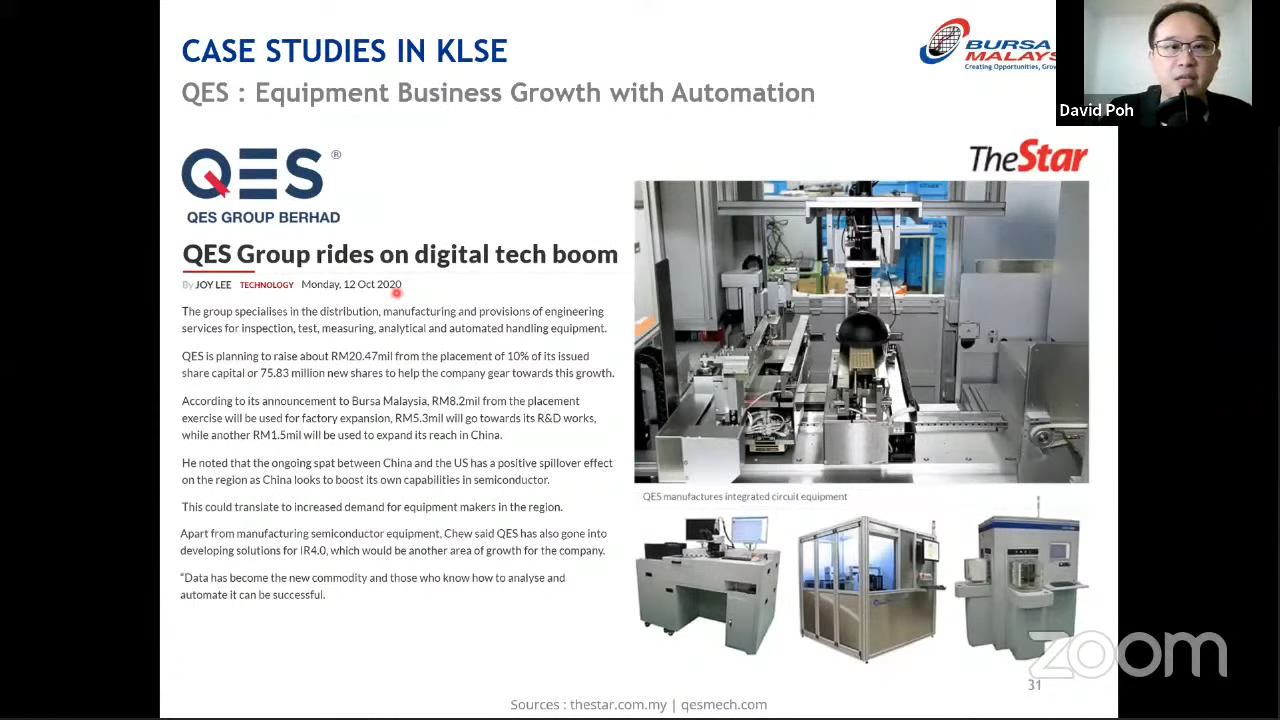 CASE STUDIES IN KLSE
QES : Equipment Business Growth with Automation
BURSA
MALAYS
Creating Opportunities, Grow
David Poh
QES ®
QES GROUP BERHAD
TheStar
QES Group rides on digital tech boom
By JOY LEE TECHNOLOGY Monday, 12 Oct 2020
The group specialises in the distribution, manufacturing and provisions of engineering
services for inspection, test, measuring, analytical and automated handling equipment.
QES is planning to raise about RM20.47mil from the placement of 10% of its issued
share capital or 75.83 million new shares to help the company gear towards this growth.
According to its announcement to Bursa Malaysia, RM8.2mil from the placement
exercise will be used for factory expansion, RM5.3mil will go towards its R&D works,
while another RM1.5mil will be used to expand its reach in China.
He noted that the ongoing spat between China and the US has a positive spillover effect
on the region as China looks to boost its own capabilities in semiconductor.
This could translate to increased demand for equipment makers in the region.
Apart from manufacturing semiconductor equipment, Chew said QES has also gone into
developing solutions for IR4.0, which would be another area of growth for the company.
“Data has become the new commodity and those who know how to analyse and
automate it can be successful.
QES manufactures integrated circuit equipment
zoom
31
Sources : thestar.com.my | qesmech.com